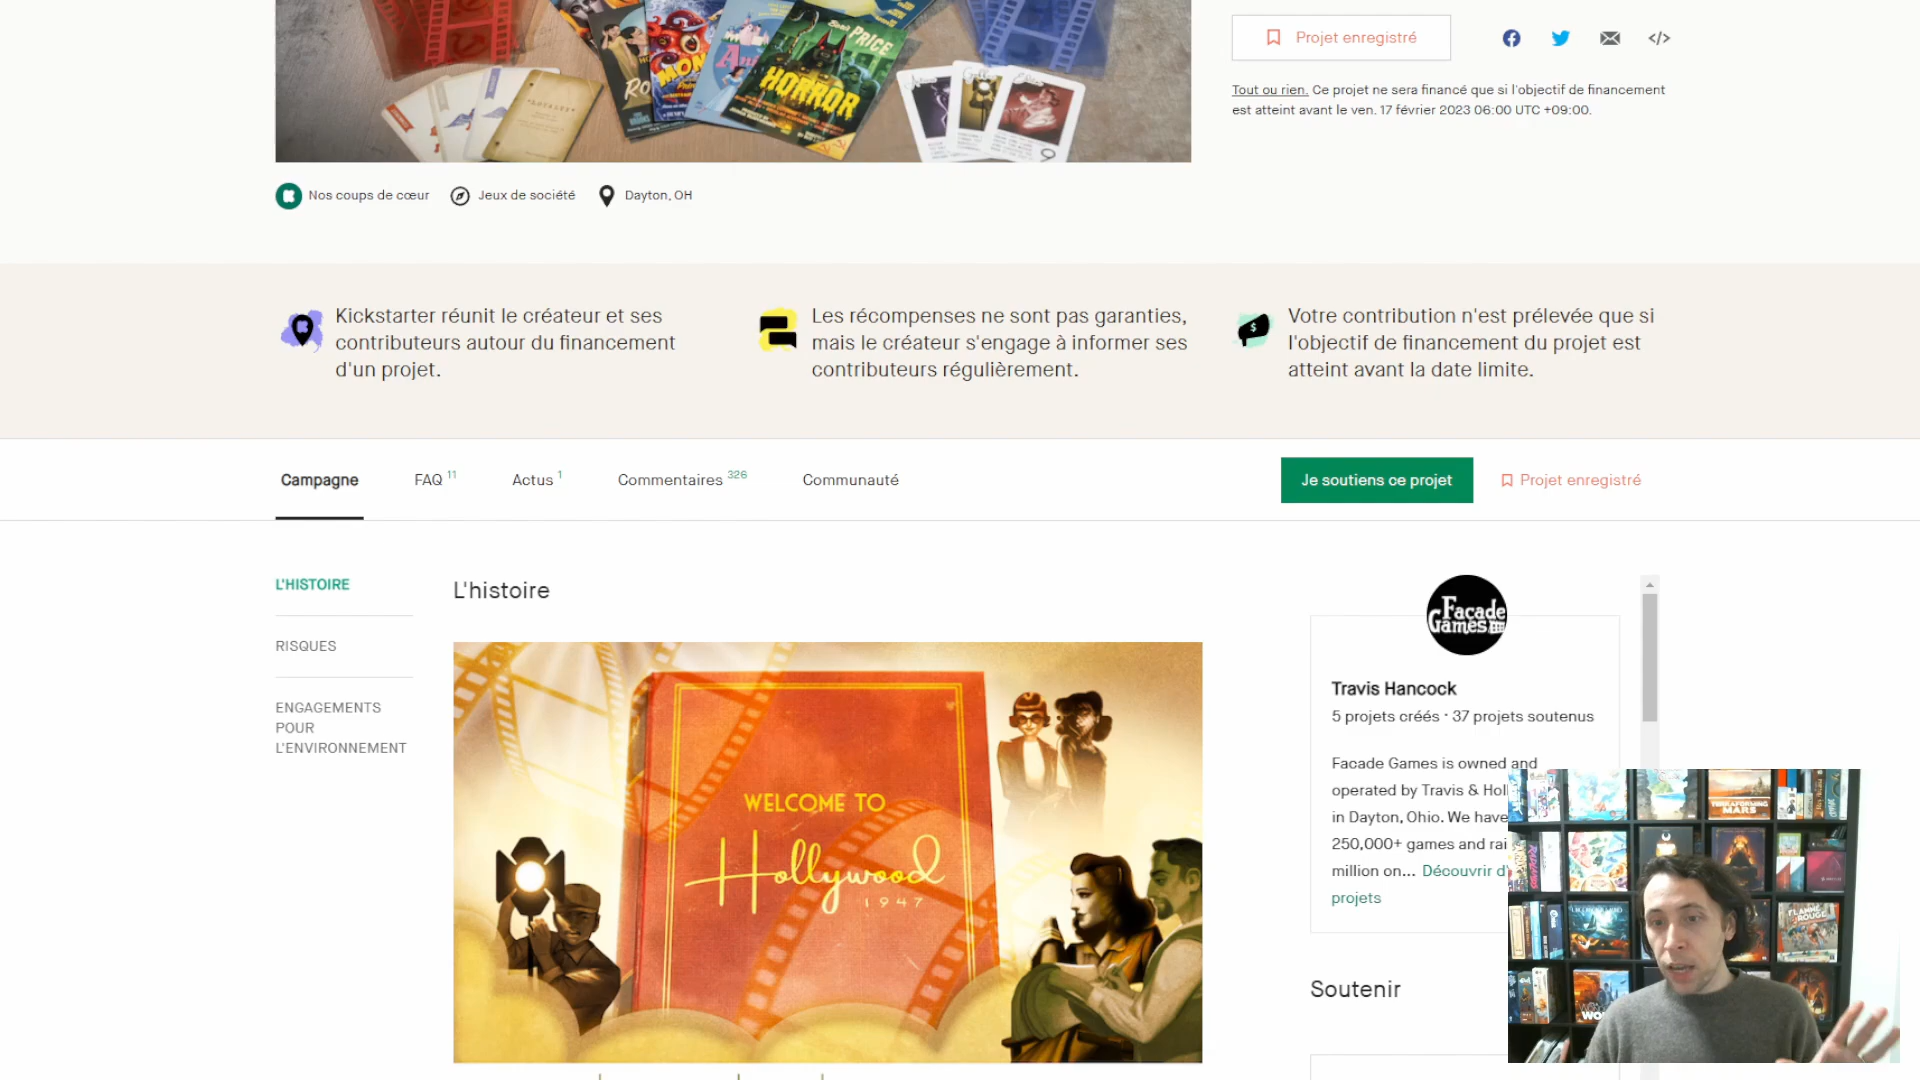 Best PRICE
HORROR
LOYALTY
Projet enregistré
</>
Tout ou rien. Ce projet ne sera financé que si l'objectif de financement
est atteint avant le ven. 17 février 2023 06:00 UTC +09:00.
Nos coups de cœur
Jeux de société
Dayton, OH
Kickstarter réunit le créateur et ses
contributeurs autour du financement
d'un projet.
Les récompenses ne sont pas garanties,
mais le créateur s'engage à informer ses
contributeurs régulièrement.
$
Votre contribution n'est prélevée que si
l'objectif de financement du projet est
atteint avant la date limite.
Campagne
FAQ 11
Actus 1
Commentaires 326
Communauté
Je soutiens ce projet
Projet enregistré
L'HISTOIRE
RISQUES
ENGAGEMENTS
POUR
L'ENVIRONNEMENT
L'histoire
WELCOME TO
Hollywood
1947
Facade
Games
Travis Hancock
5 projets créés · 37 projets soutenus
Facade Games is owned and
operated by Travis & Hol
in Dayton, Ohio. We have
250,000+ games and rai
million on... Découvrir d'
projets
Soutenir
TERRAFORMING
MARS
FLAMME
ROUGE